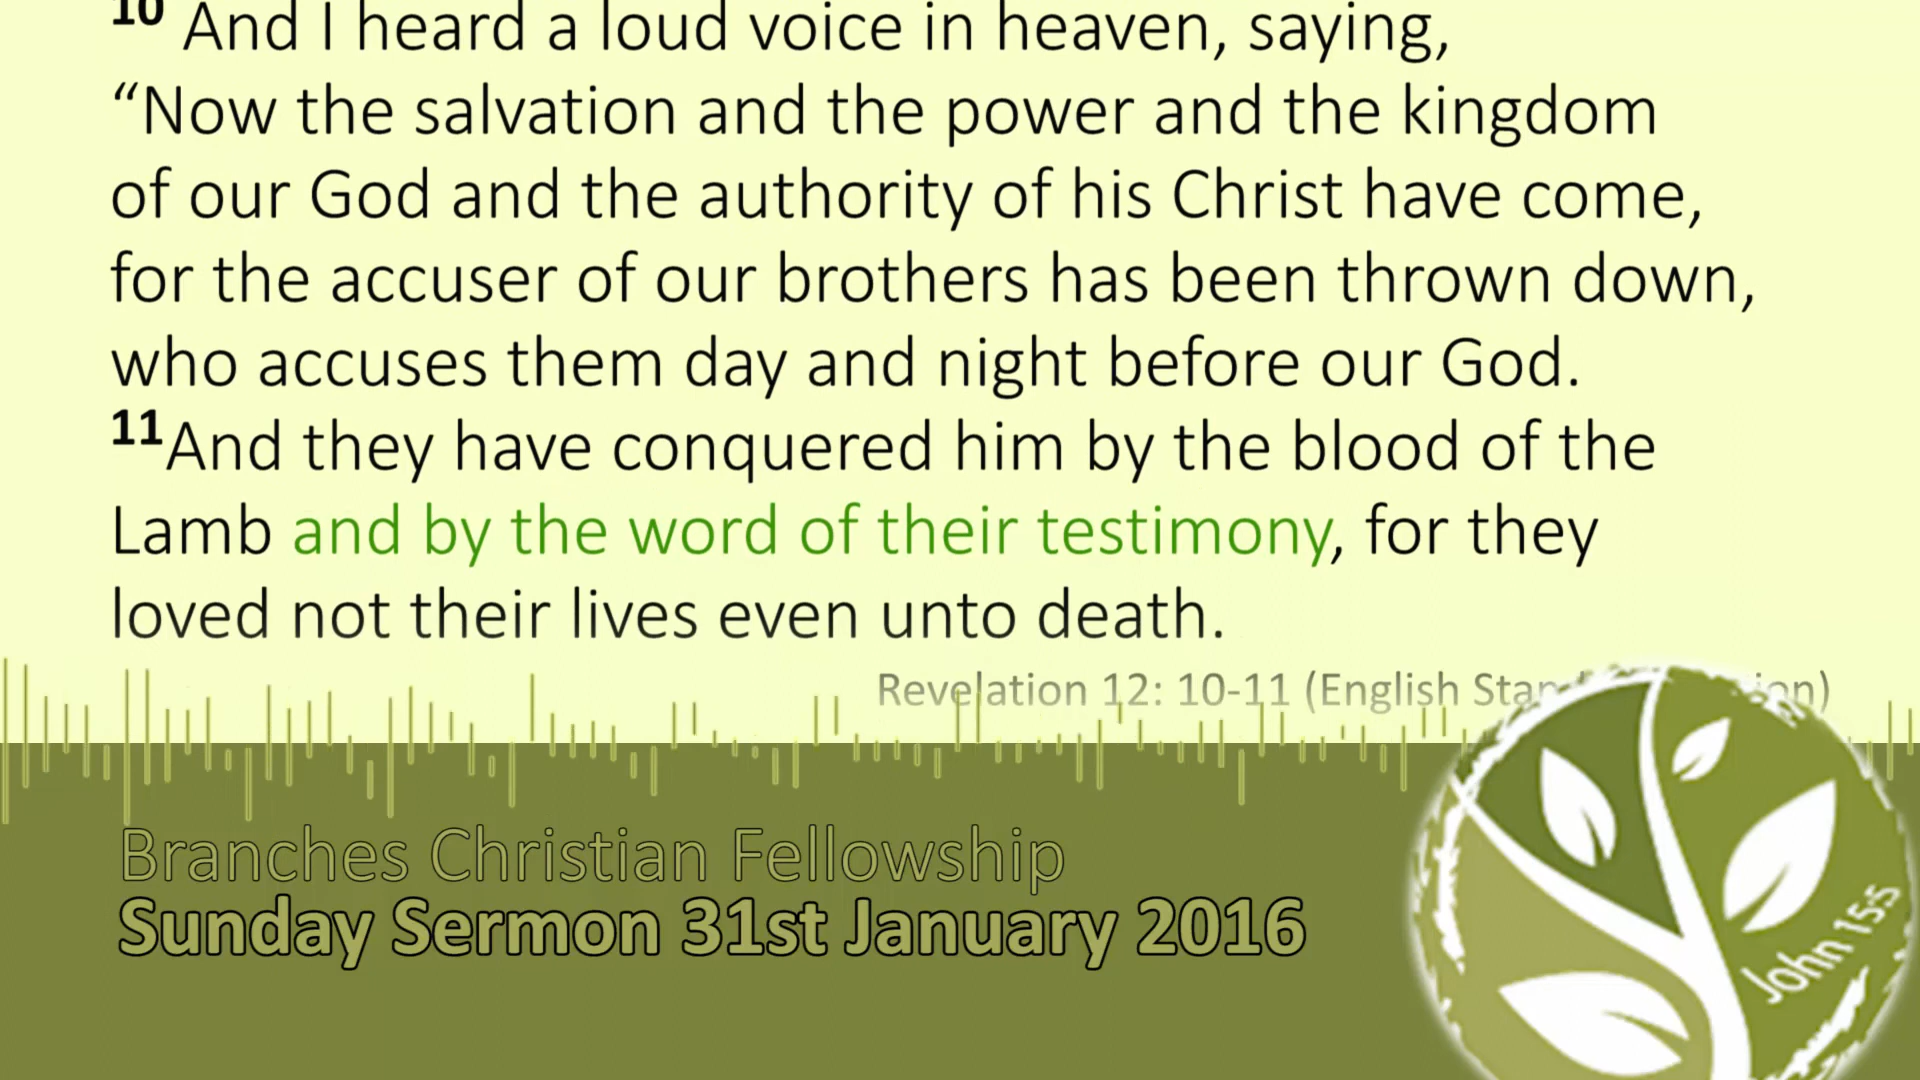 10 And I heard a loud voice in heaven, saying,
“Now the salvation and the power and the kingdom
of our God and the authority of his Christ have come,
for the accuser of our brothers has been thrown down,
who accuses them day and night before our God.
11And they have conquered him by the blood of the
Lamb and by the word of their testimony, for they
loved not their lives even unto death.
Revelation 12: 10-11 (English
Branches Christian Fellowship
Sunday Sermon 31st January 2016
John 15:5